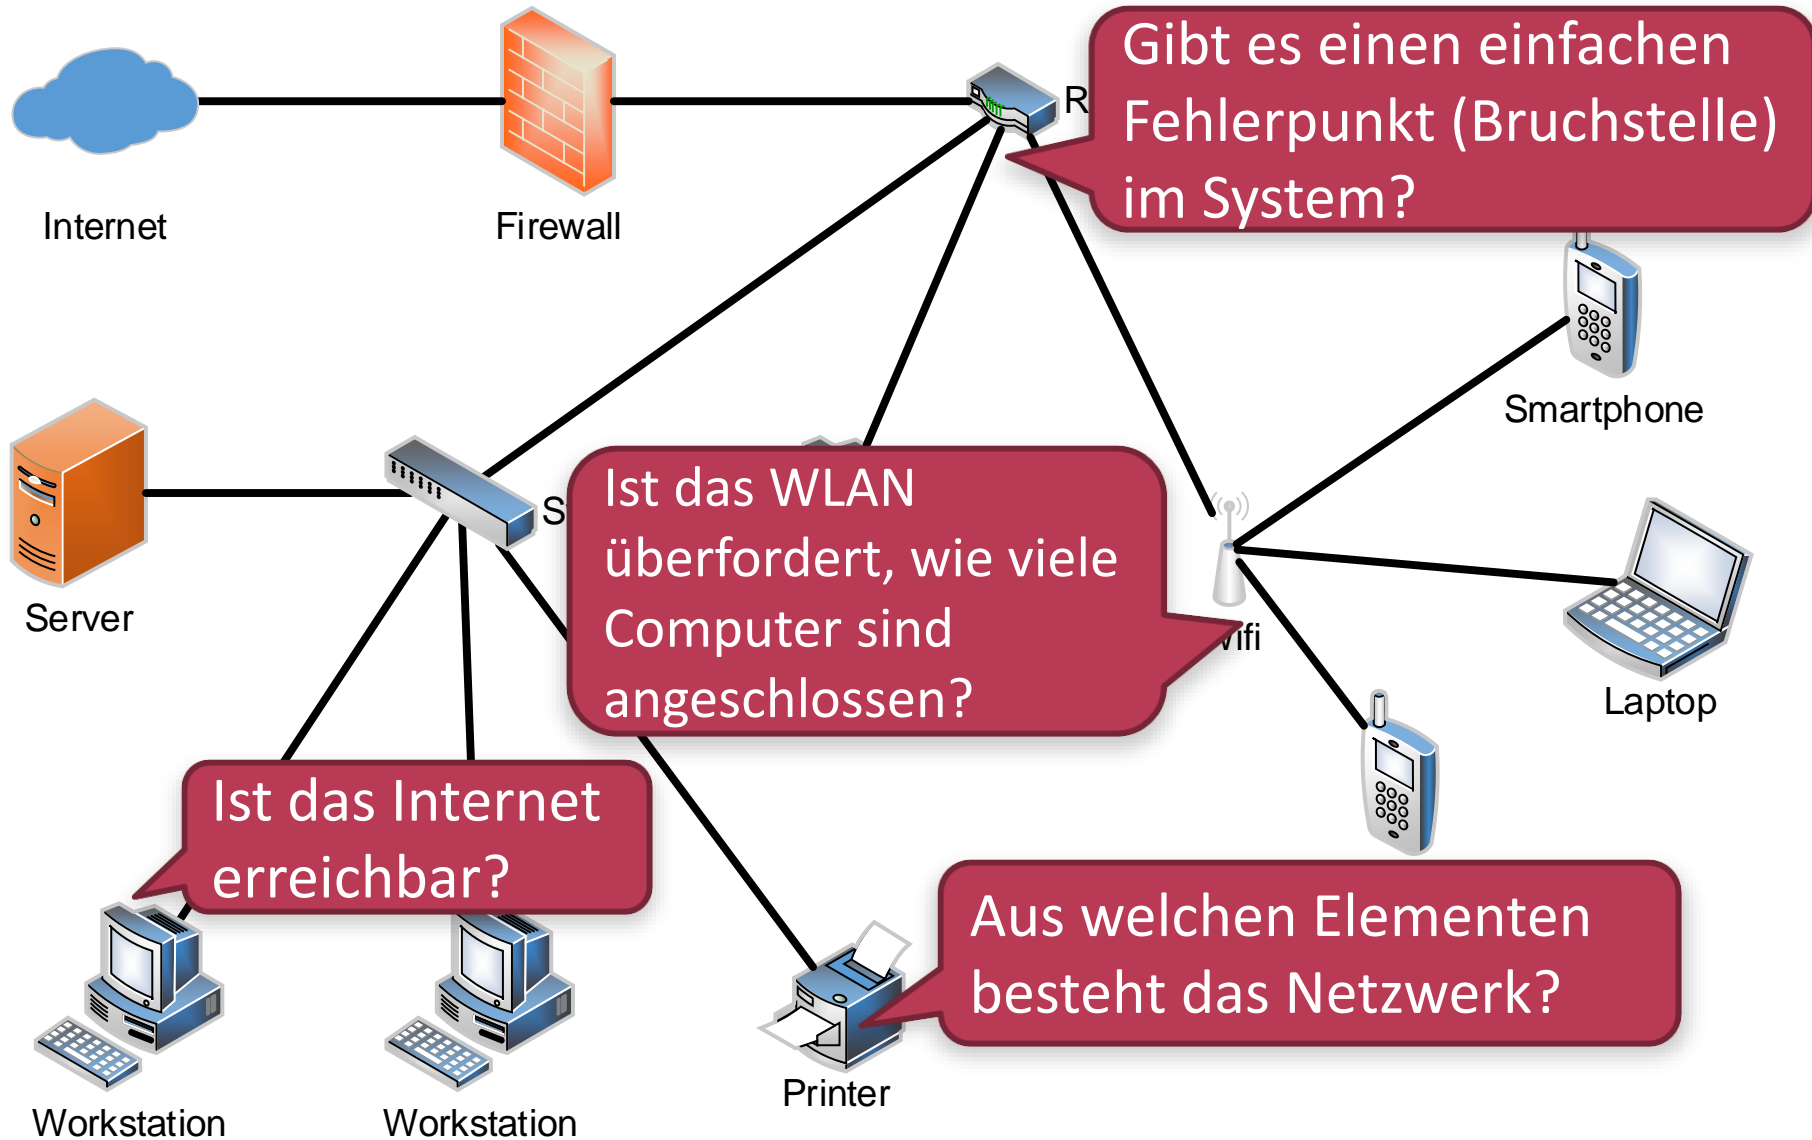 Gibt es einen einfachen
Fehlerpunkt (Bruchstelle)
im System?
Internet
Firewall
Smartphone
Ist das WLAN
überfordert, wie viele
Computer sind
angeschlossen?
Server
Laptop
Ist das Internet
erreichbar?
Aus welchen Elementen
besteht das Netzwerk?
Printer
Workstation
Workstation